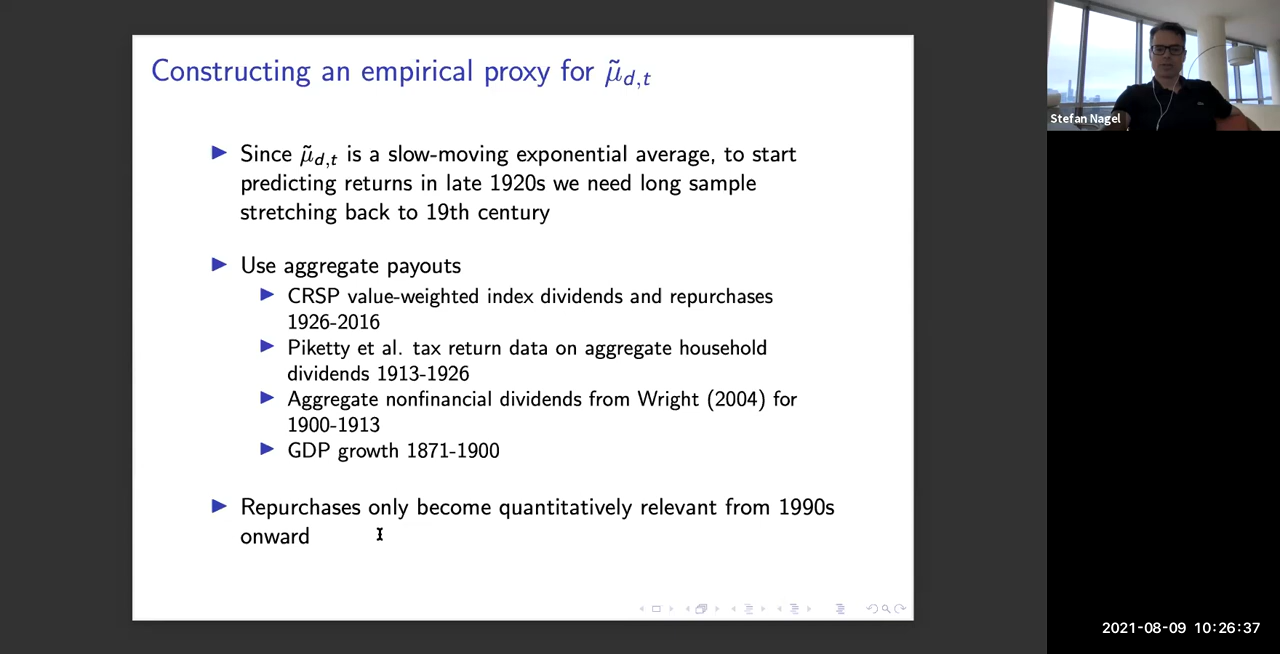 Constructing an empirical proxy for μ̃d,t
Since μ̃d,t is a slow-moving exponential average, to start
predicting returns in late 1920s we need long sample
stretching back to 19th century
Use aggregate payouts
CRSP value-weighted index dividends and repurchases
1926-2016
Piketty et al. tax return data on aggregate household
dividends 1913-1926
Aggregate nonfinancial dividends from Wright (2004) for
1900-1913
GDP growth 1871-1900
Repurchases only become quantitatively relevant from 1990s
onward
Stefan Nagel
2021-08-09 10:26:37